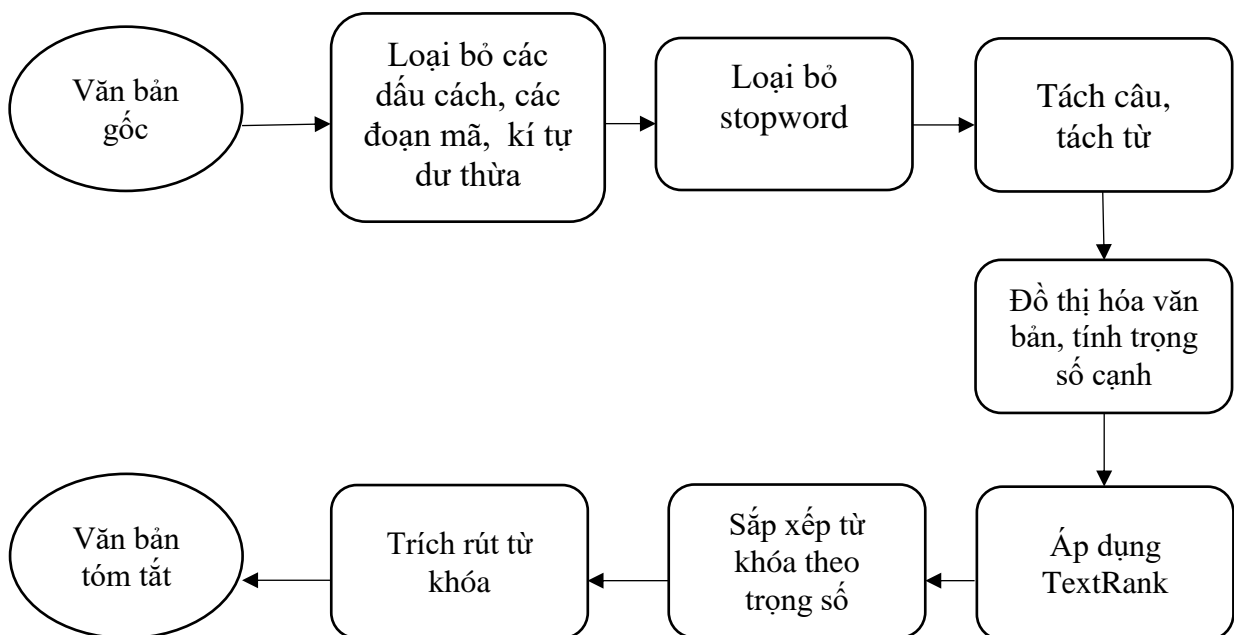 Văn bản
gốc
Loại bỏ các
dấu cách, các
đoạn mã, kí tự
dư thừa
Loại bỏ
stopword
Tách câu,
tách từ
Đồ thị hóa văn
bản, tính trọng
số cạnh
Áp dụng
TextRank
Sắp xếp từ
khóa theo
trọng số
Trích rút từ
khóa
Văn bản
tóm tắt